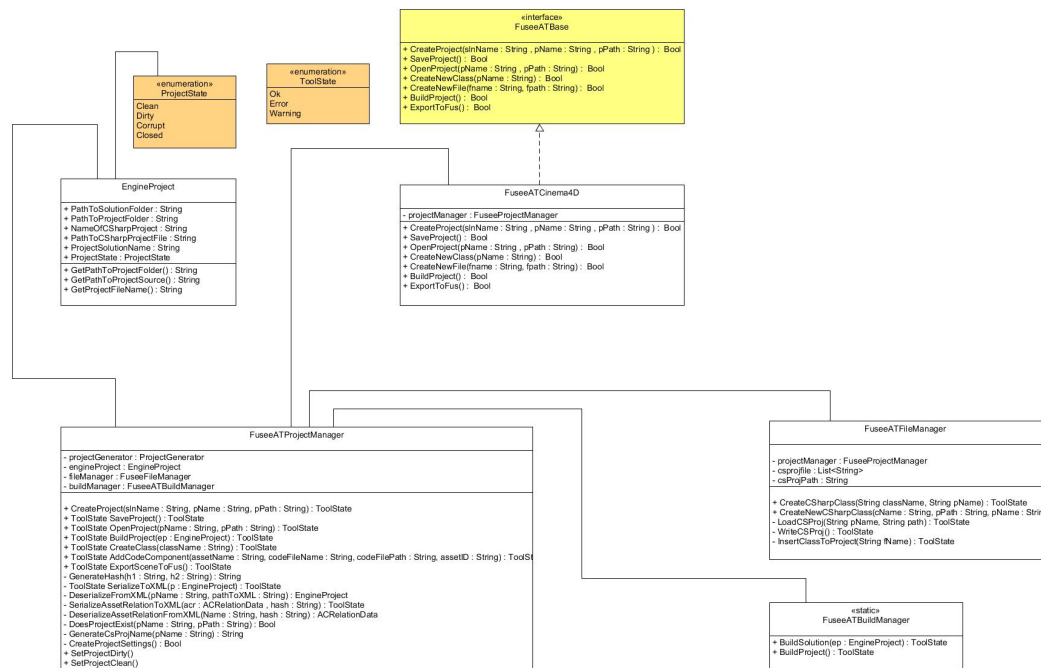 «interface»
FuseeATBase
+ CreateProject(slnName : String , pName : String , pPath : String ) : Bool
+ SaveProject() : Bool
+ OpenProject(pName : String , pPath : String) : Bool
+ CreateNewClass(pName : String) : Bool
+ CreateNewFile(fname : String, fpath : String) : Bool
+ BuildProject() : Bool
+ ExportToFus() : Bool
«enumeration»
ProjectState
Clean
Dirty
Corrupt
Closed
«enumeration»
ToolState
Ok
Error
Warning
EngineProject
+ PathToSolutionFolder : String
+ PathToProjectFolder : String
+ NameOfCSharpProject : String
+ PathToCSharpProjectFile : String
+ ProjectSolutionName : String
+ ProjectState : ProjectState
+ GetPathToProjectFolder() : String
+ GetPathToProjectSource() : String
+ GetProjectFileName() : String
FuseeATCinema4D
- projectManager : FuseeProjectManager
+ CreateProject(slnName : String , pName : String , pPath : String ) : Bool
+ SaveProject() : Bool
+ OpenProject(pName : String , pPath : String) : Bool
+ CreateNewClass(pName : String) : Bool
+ CreateNewFile(fname : String, fpath : String) : Bool
+ BuildProject() : Bool
+ ExportToFus() : Bool
FuseeATProjectManager
- projectGenerator : ProjectGenerator
- engineProject : EngineProject
- fileManager : FuseeFileManager
- buildManager : FuseeATBuildManager
+ CreateProject(slnName : String, pName : String, pPath : String) : ToolState
+ ToolState SaveProject() : ToolState
+ ToolState OpenProject(pName : String, pPath : String) : ToolState
+ ToolState BuildProject(ep : EngineProject) : ToolState
+ ToolState CreateClass(className : String) : ToolState
+ ToolState AddCodeComponent(assetName : String, codeFileName : String, codeFilePath : String, assetID : String) : ToolSt
+ ToolState ExportSceneToFus() : ToolState
- GenerateHash(h1 : String, h2 : String) : String
- ToolState SerializeToXML(p : EngineProject) : ToolState
- DeserializeFromXML(pName : String, pathToXML : String) : EngineProject
- SerializeAssetRelationToXML(acr : ACRelationData , hash : String) : ToolState
- DeserializeAssetRelationFromXML(Name : String, hash : String) : ACRelationData
- DoesProjectExist(pName : String, pPath : String) : Bool
- GenerateCsProjName(pName : String) : String
- CreateProjectSettings() : Bool
+ SetProjectDirty()
+ SetProjectClean()
FuseeATFileManager
- projectManager : FuseeProjectManager
- csprojfile : List<String>
- csProjPath : String
+ CreateCSharpClass(String className, String pName) : ToolState
+ CreateNewCSharpClass(cName : String, pPath : String, pName : Strin
- LoadCSProj(String pName, String path) : ToolState
- WriteCSProj() : ToolState
- InsertClassToProject(String fName) : ToolState
«static»
FuseeATBuildManager
+ BuildSolution(ep : EngineProject) : ToolState
+ BuildProject() : ToolState